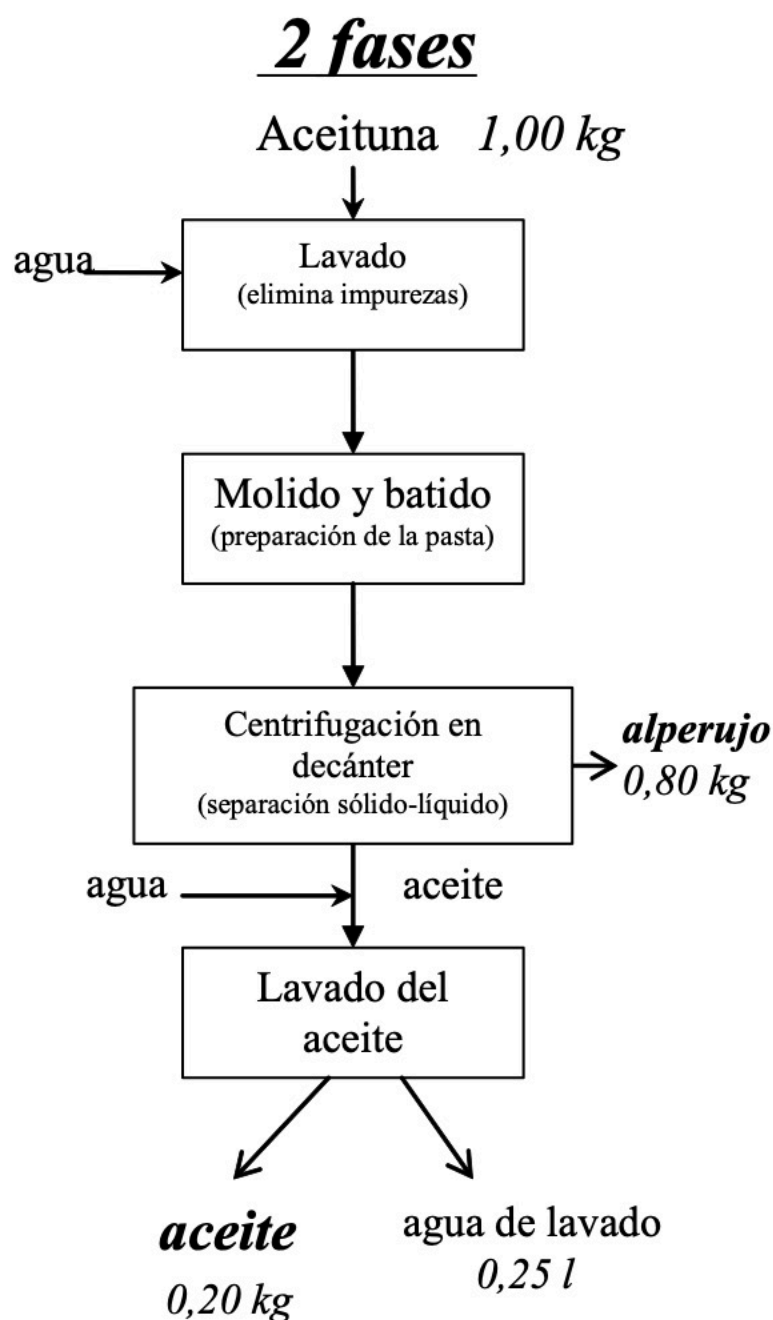 2 fases
Aceituna 1,00 kg
agua
Lavado
(elimina impurezas)
Molido y batido
(preparación de la pasta)
Centrifugación en
decánter
(separación sólido-líquido)
alperujo
0,80 kg
agua
aceite
Lavado del
aceite
aceite
0,20 kg
agua de lavado
0,25 l